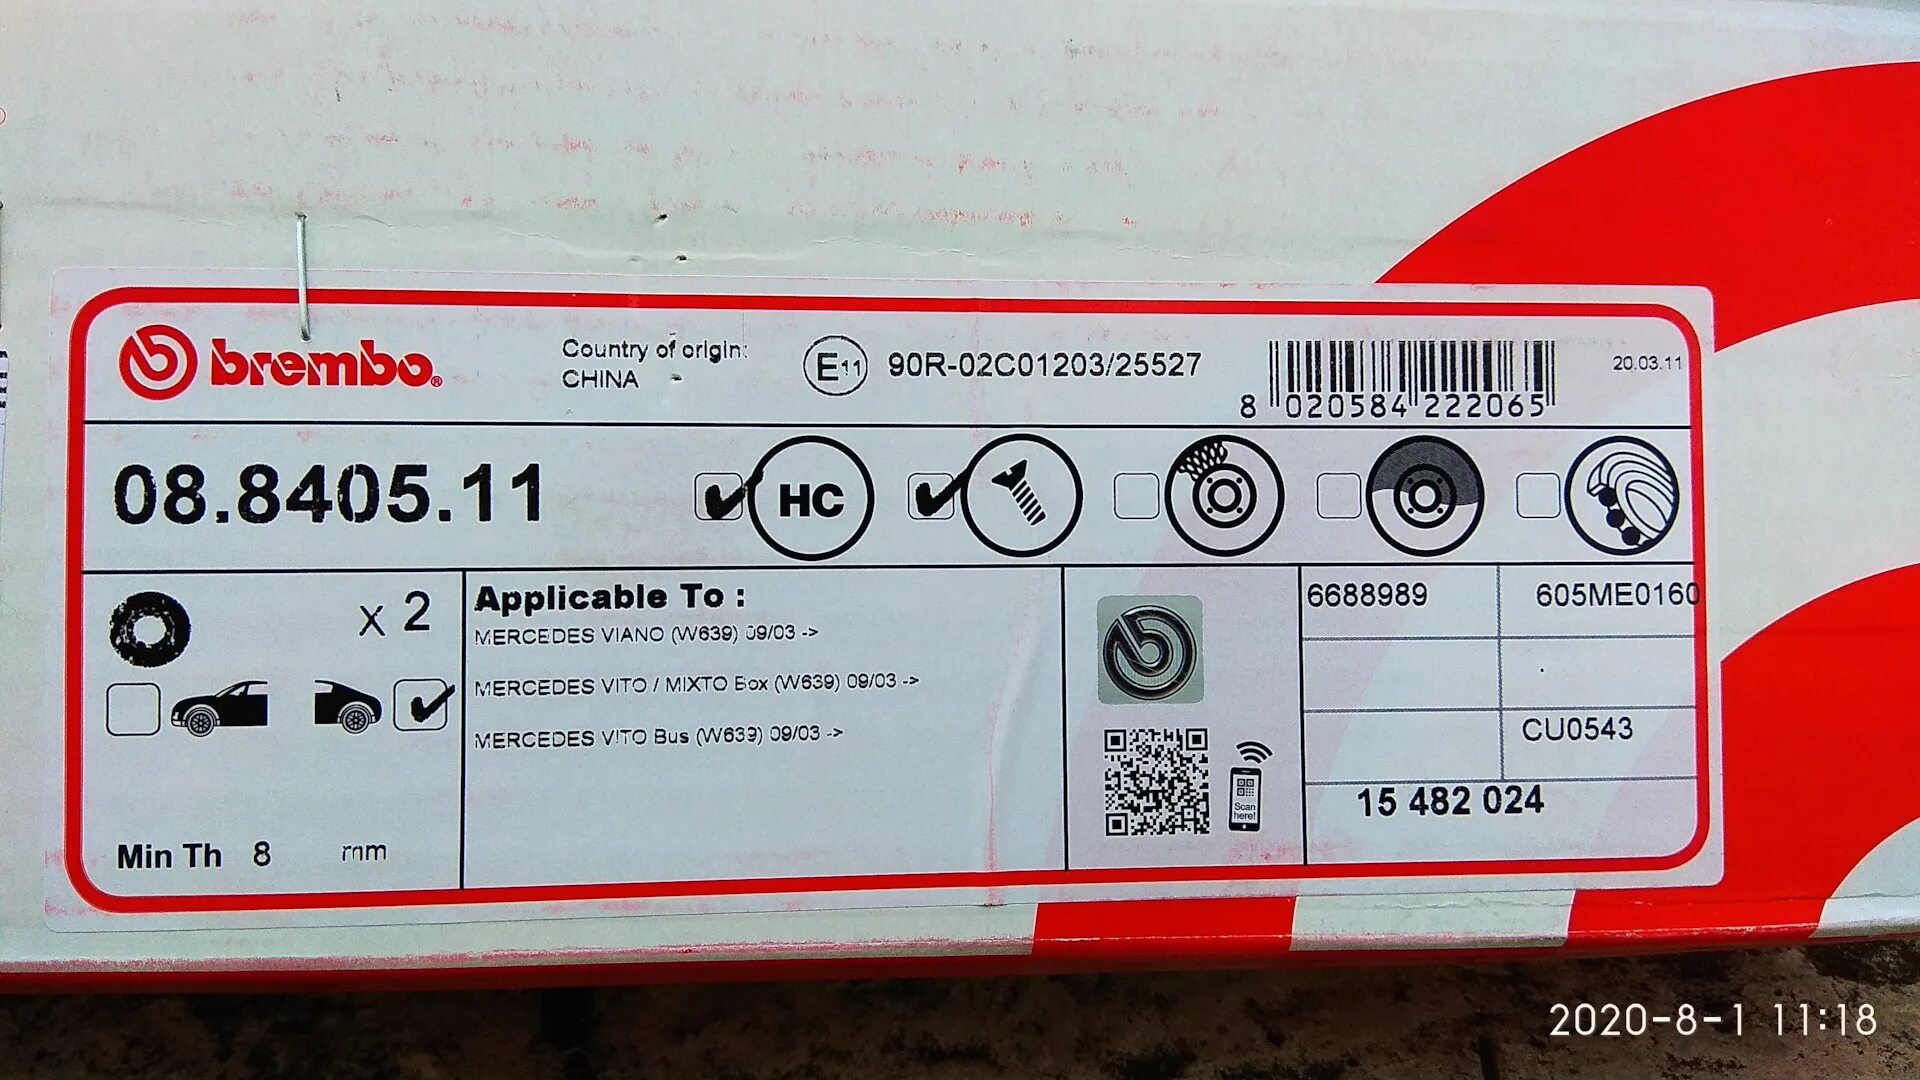 brembo®
Country of origin:
CHINA
E11
90R-02C01203/25527
8 020584 222065
20.03.11
08.8405.11
HC
x 2
Min Th 8 mm
Applicable To :
MERCEDES VIANO (W639) 09/03 ->
MERCEDES VITO / MIXTO Box (W639) 09/03 ->
MERCEDES VITO Bus (W639) 09/03 ->
Scan
here!
6688989
605ME0160
CU0543
15 482 024
2020-8-1 11:18